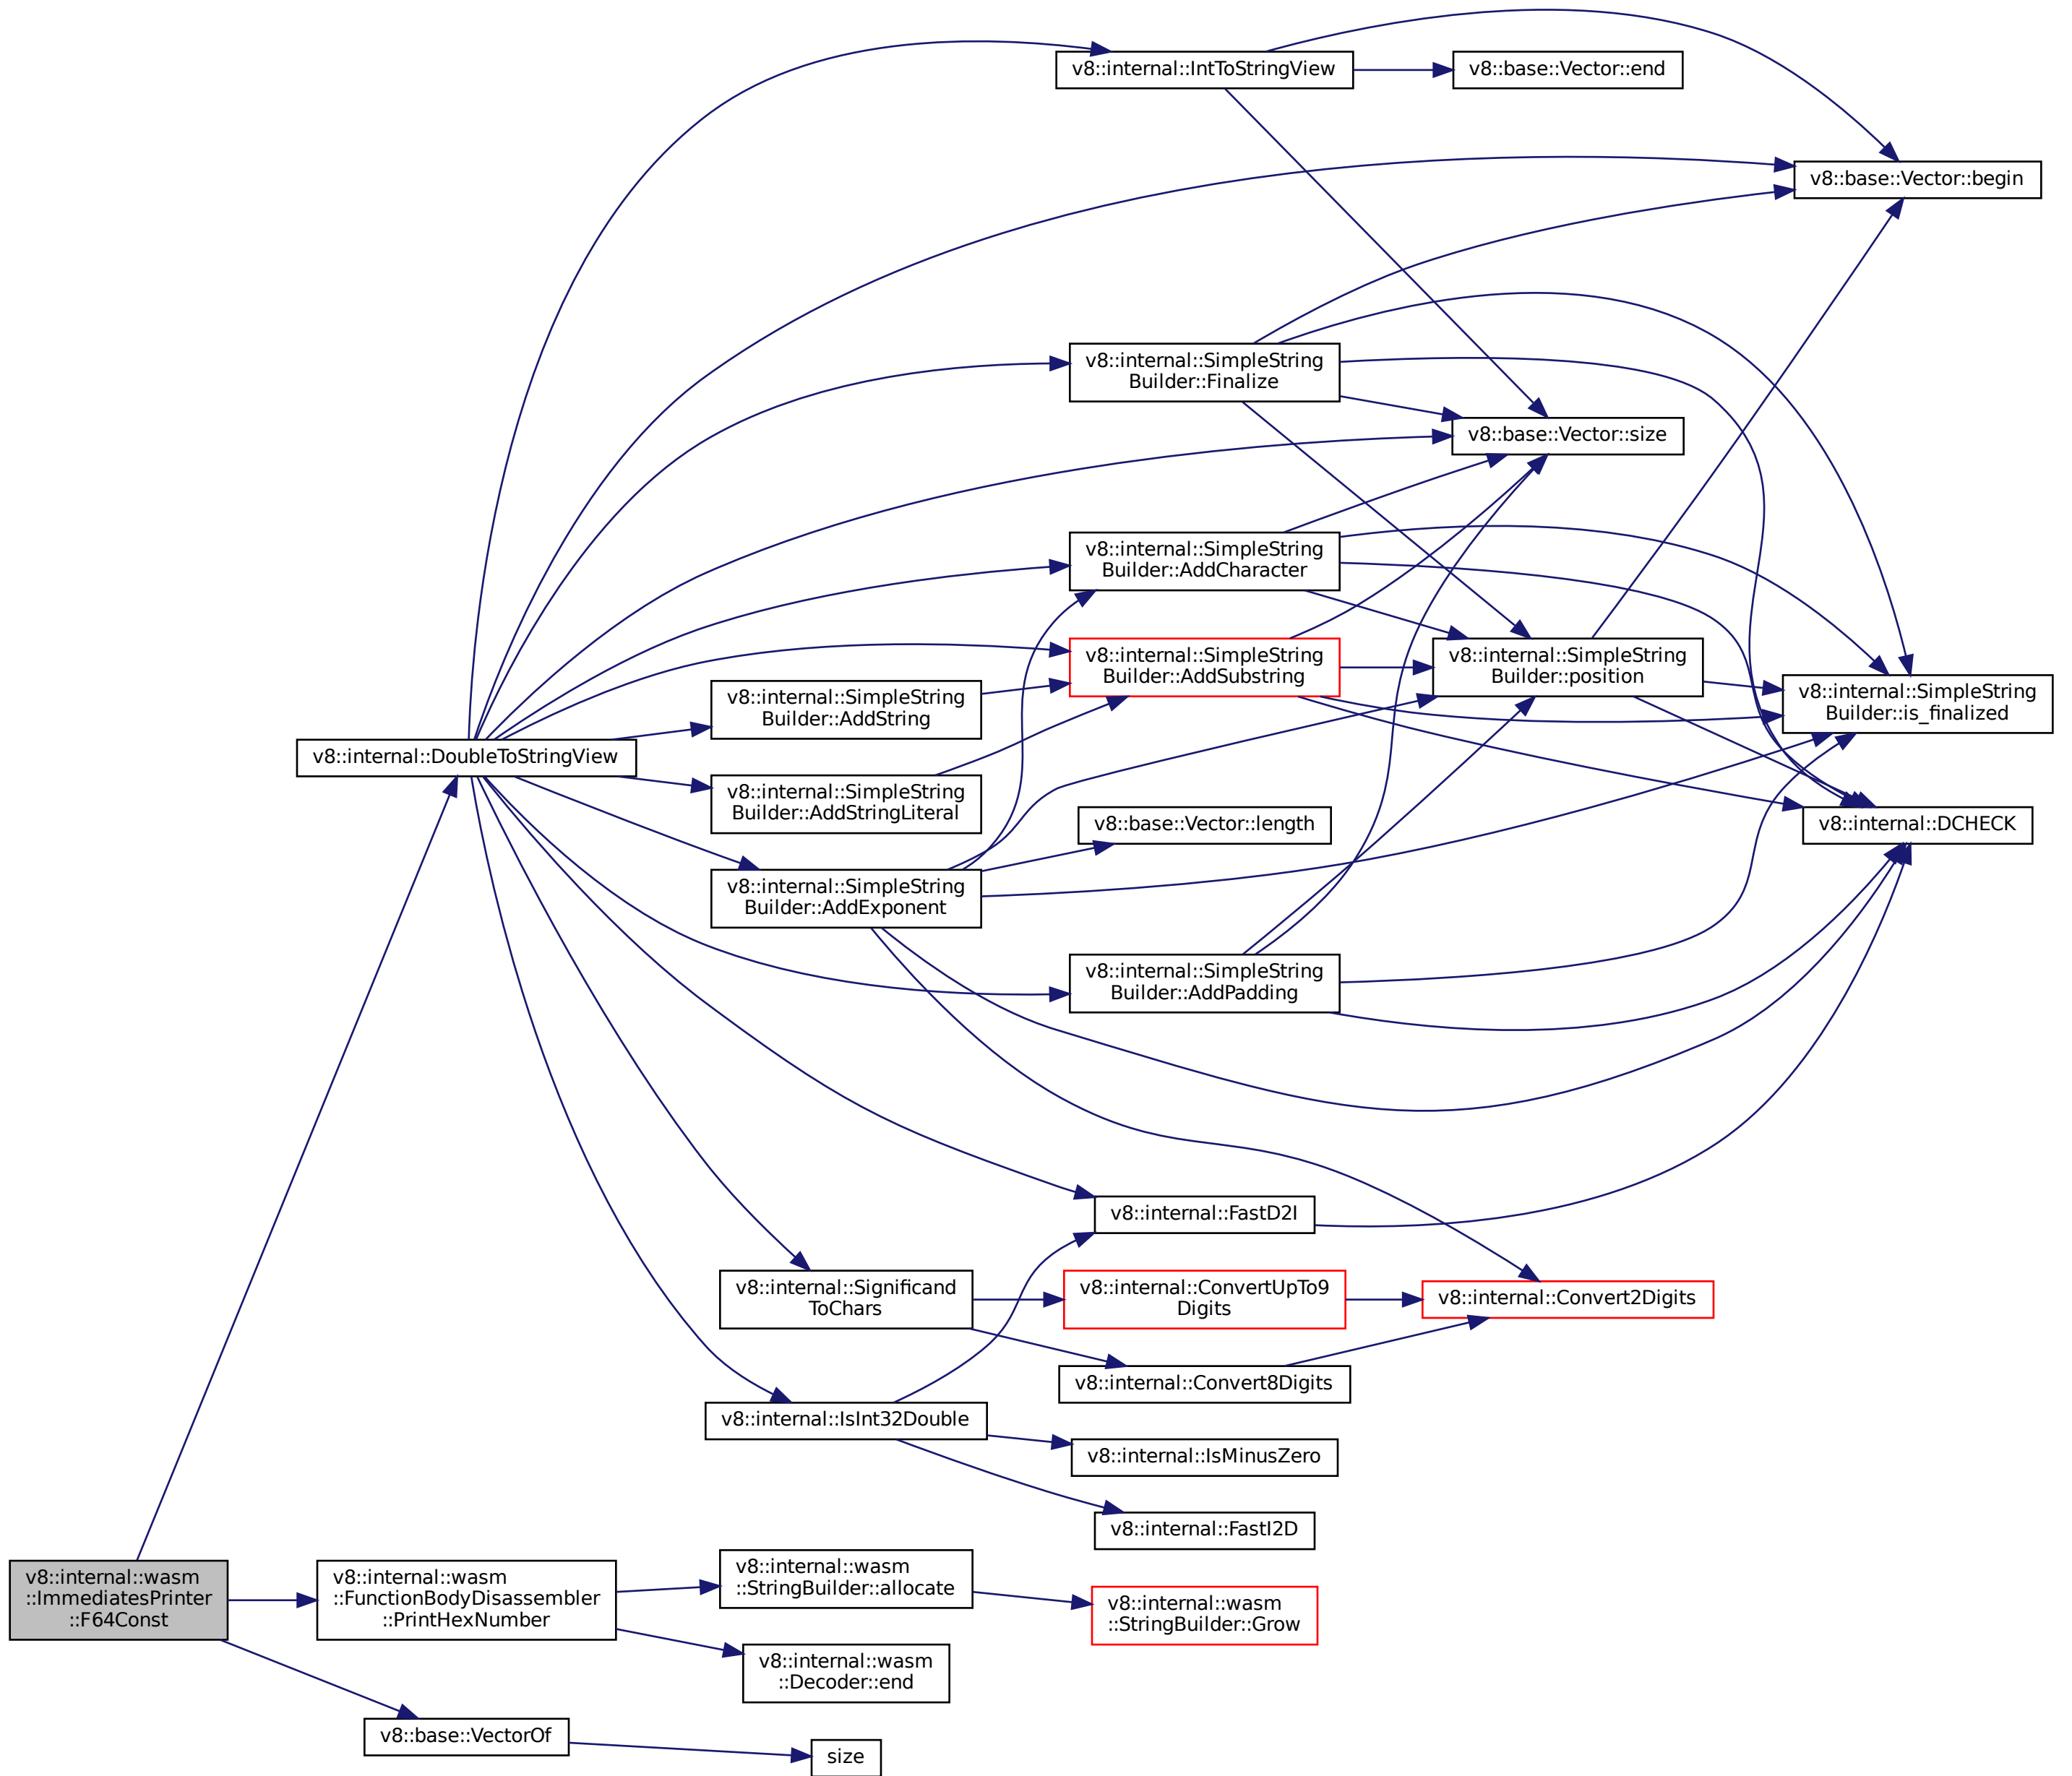 v8::internal::IntToStringView
v8::base::Vector::end
v8::base::Vector::begin
v8::internal::SimpleString
Builder::Finalize
v8::base::Vector::size
v8::internal::SimpleString
Builder::AddCharacter
v8::internal::SimpleString
Builder::AddSubstring
v8::internal::SimpleString
Builder::position
v8::internal::SimpleString
Builder::is_finalized
v8::internal::SimpleString
Builder::AddString
v8::internal::DoubleToStringView
v8::internal::SimpleString
Builder::AddStringLiteral
v8::base::Vector::length
v8::internal::DCHECK
v8::internal::SimpleString
Builder::AddExponent
v8::internal::SimpleString
Builder::AddPadding
v8::internal::FastD2I
v8::internal::Significand
ToChars
v8::internal::ConvertUpTo9
Digits
v8::internal::Convert2Digits
v8::internal::Convert8Digits
v8::internal::IsInt32Double
v8::internal::IsMinusZero
v8::internal::FastI2D
v8::internal::wasm
::ImmediatesPrinter
::F64Const
v8::internal::wasm
::FunctionBodyDisassembler
::PrintHexNumber
v8::internal::wasm
::StringBuilder::allocate
v8::internal::wasm
::StringBuilder::Grow
v8::internal::wasm
::Decoder::end
v8::base::VectorOf
size